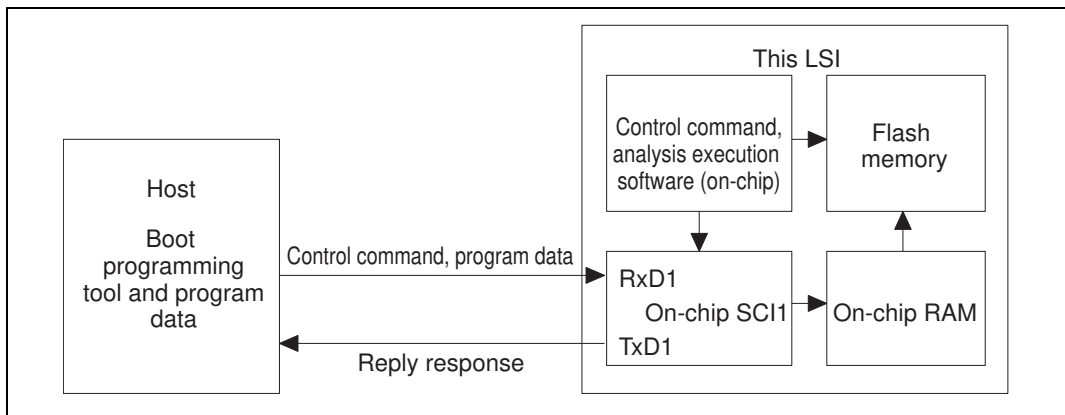 This LSI
Control command,
analysis execution
software (on-chip)
Flash
memory
Host
Boot
programming
tool and program
data
Control command, program data
RxD1
On-chip SCI1
TxD1
On-chip RAM
Reply response